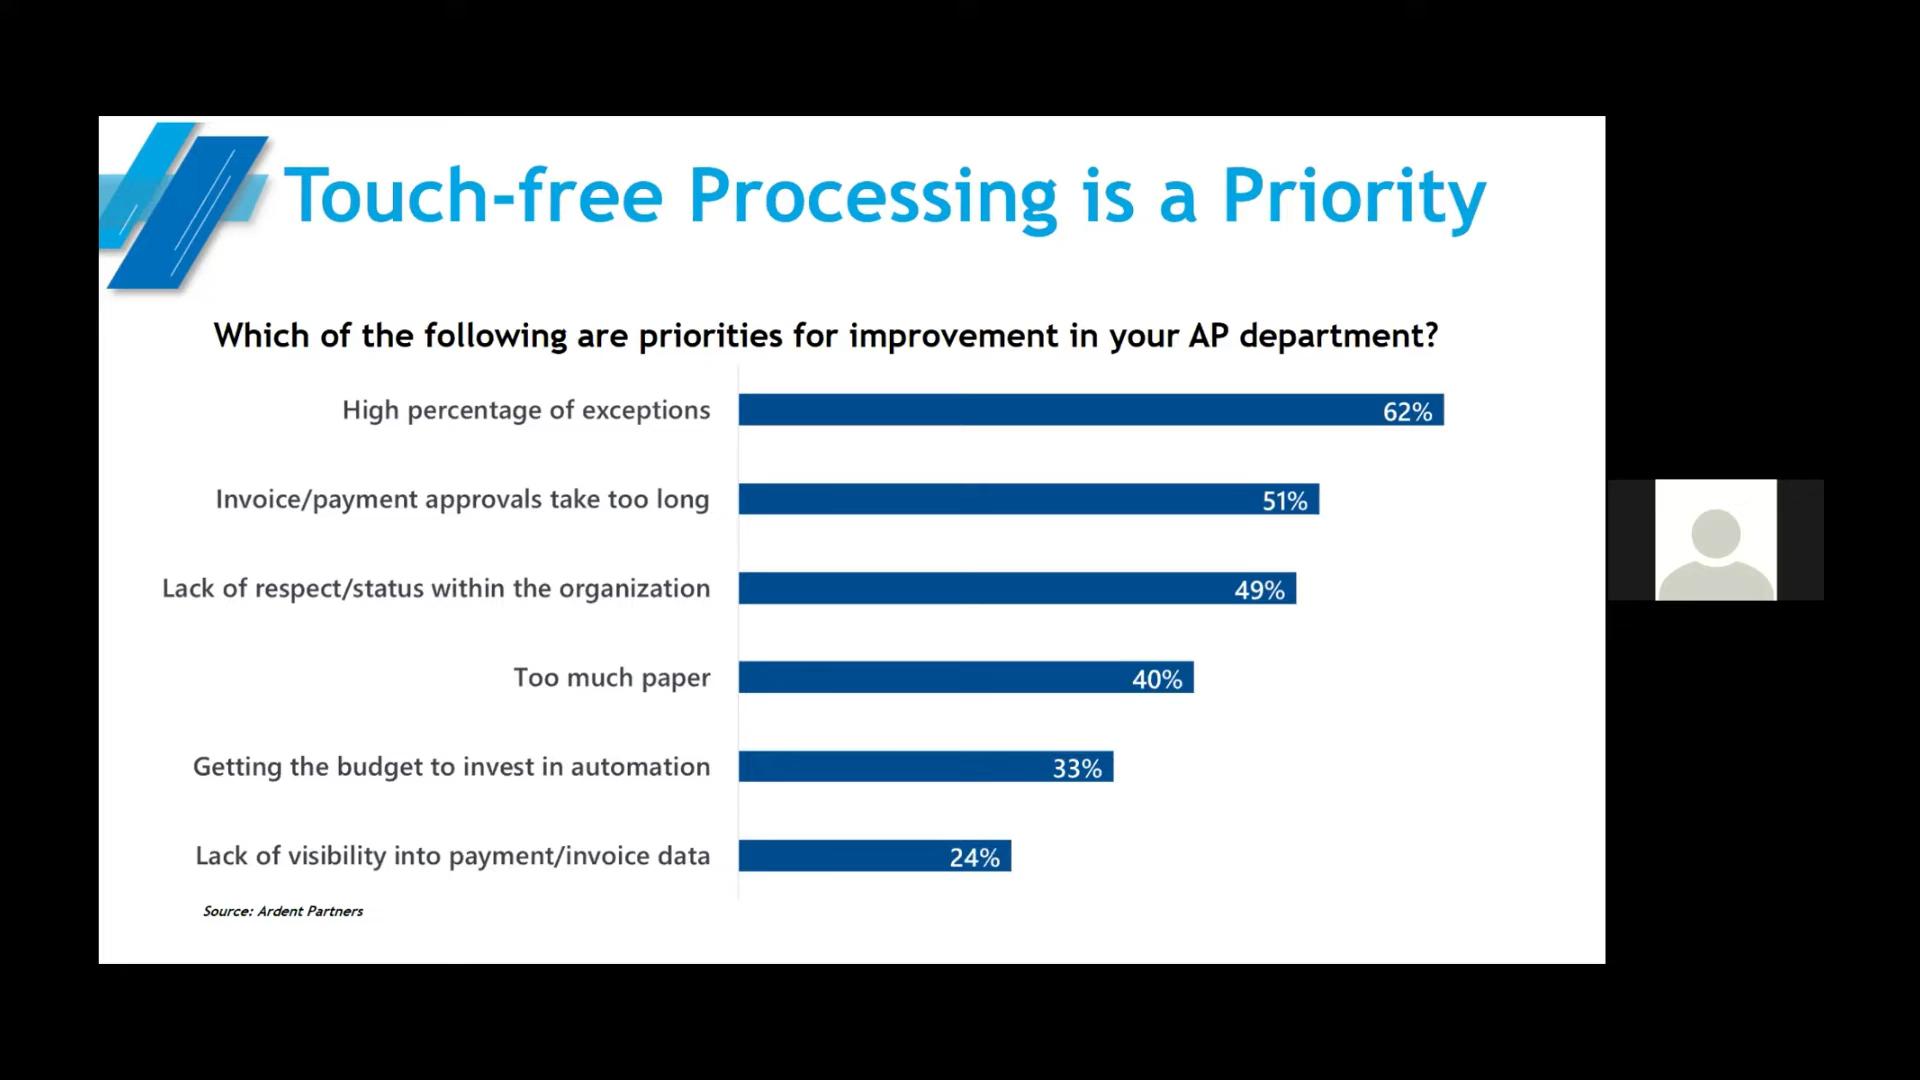 Touch-free Processing is a Priority
Which of the following are priorities for improvement in your AP department?
High percentage of exceptions 62%
Invoice/payment approvals take too long 51%
Lack of respect/status within the organization 49%
Too much paper 40%
Getting the budget to invest in automation 33%
Lack of visibility into payment/invoice data 24%
Source: Ardent Partners